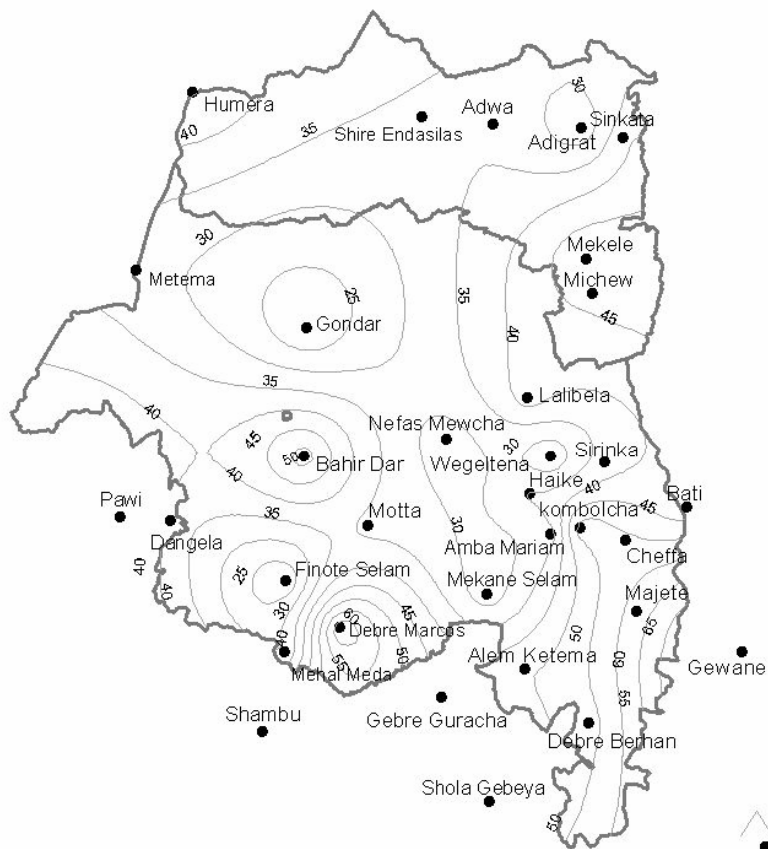 30
Humera
40
35
Adwa
Shire Endasilas
Sinkata
Adigrat
30
Mekele
Metema
Michew
25
35
45
Gondar
40
35
Lalibela
40
Nefas Mewcha
45
30
Sirinka
50
Bahir Dar
Wegeltena
40
Haike
40
45
Bati
Pawi
35
Motta
kombolcha
Dangela
30
Amba Mariam
Cheffa
40
25
Finote Selam
Mekane Selam
40
30
45
Majete
60
Debre Marcos
65
40
50
50
Alem Ketema
60
Gewane
55
Mehal Meda
55
Shambu
Gebre Guracha
Debre Berhan
Shola Gebeya
50